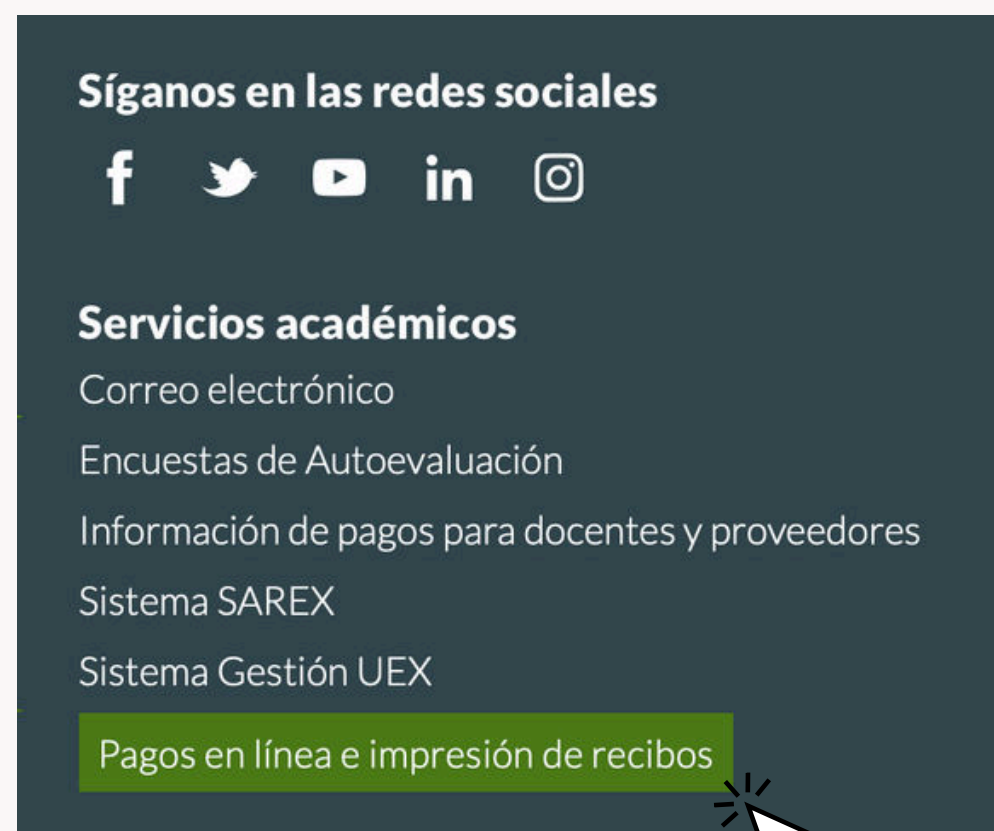 Síganos en las redes sociales
Servicios académicos
Correo electrónico
Encuestas de Autoevaluación
Información de pagos para docentes y proveedores
Sistema SAREX
Sistema Gestión UEX
Pagos en línea e impresión de recibos